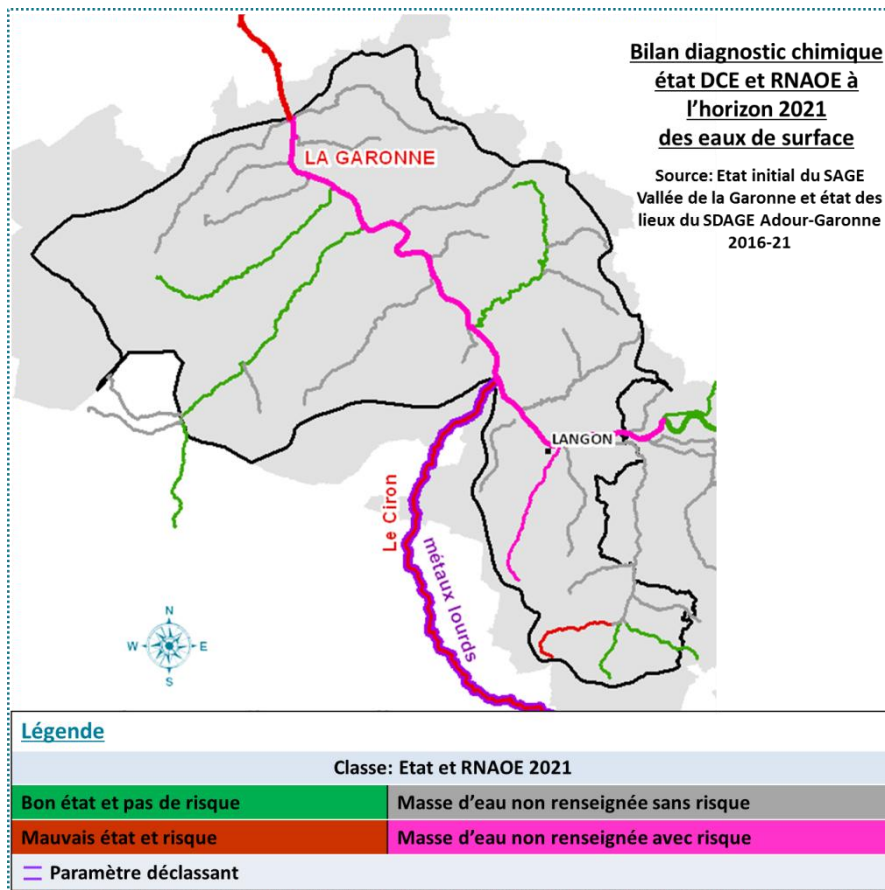 Bilan diagnostic chimique
état DCE et RNAOE à
l'horizon 2021
des eaux de surface
Source: Etat initial du SAGE
Vallée de la Garonne et état des
lieux du SDAGE Adour-Garonne
2016-21
LA GARONNE
LANGON
Le Ciron
métaux lourds
N
W
E
S
Légende
Classe: Etat et RNAOE 2021
Bon état et pas de risque
Masse d'eau non renseignée sans risque
Mauvais état et risque
Masse d'eau non renseignée avec risque
Paramètre déclassant